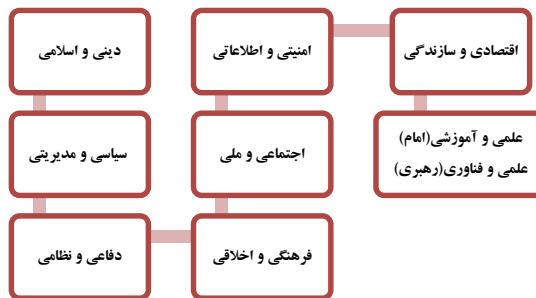 دینی و اسلامی
امنیتی و اطلاعاتی
اقتصادی و سازندگی
سیاسی و مدیریتی
اجتماعی و ملی
علمی و آموزشی(امام)
علمی و فناوری(رهبری)
دفاعی و نظامی
فرهنگی و اخلاقی